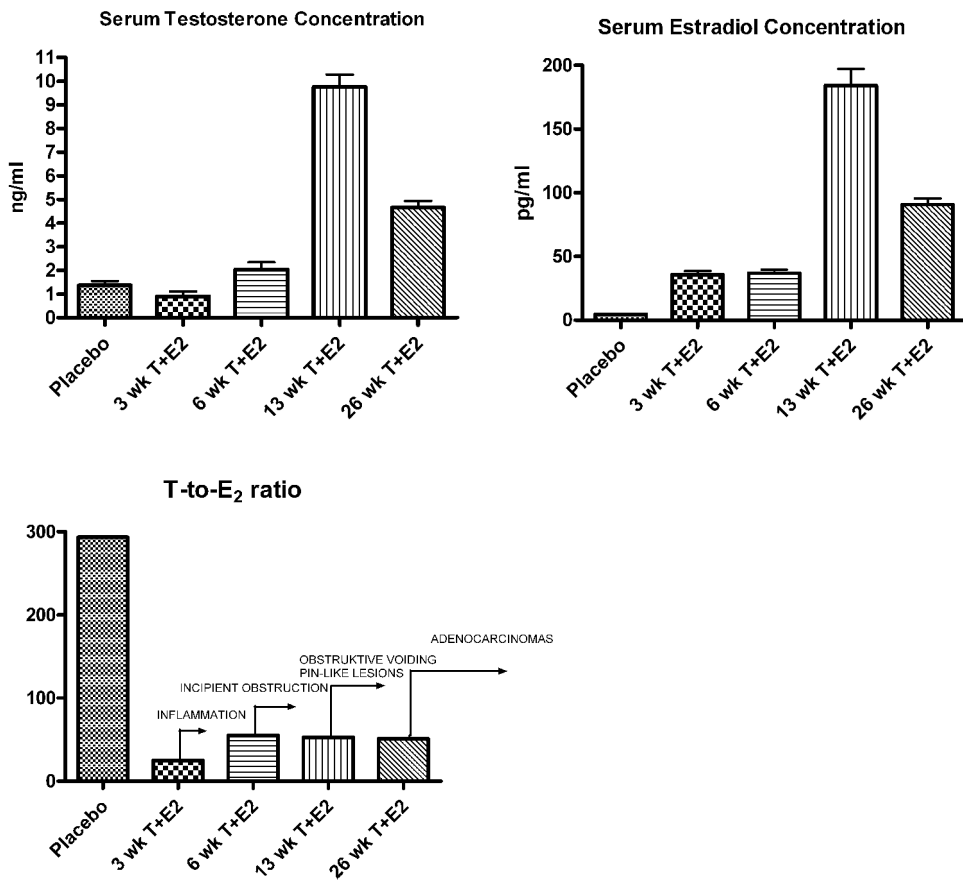 Serum Testosterone Concentration
11
10
9
8
7
6
5
4
3
2
1
0
ng/ml
Placebo
3 wk T+E2
6 wk T+E2
13 wk T+E2
26 wk T+E2
Serum Estradiol Concentration
200
150
100
50
0
pg/ml
Placebo
3 wk T+E2
6 wk T+E2
13 wk T+E2
26 wk T+E2
T-to-E₂ ratio
300
200
100
0
ADENOCARCINOMAS
OBSTRUKTIVE VOIDING
PIN-LIKE LESIONS
INCIPIENT OBSTRUCTION
INFLAMMATION
Placebo
3 wk T+E2
6 wk T+E2
13 wk T+E2
26 wk T+E2